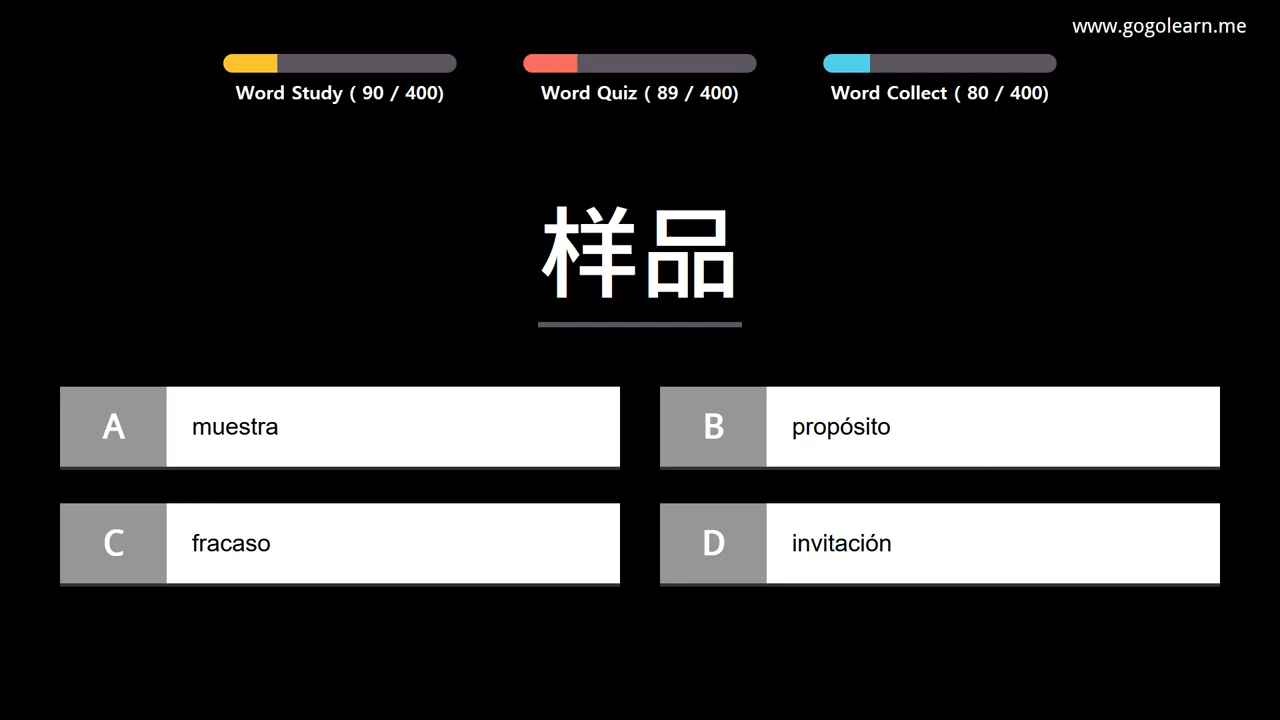 www.gogolearn.me
Word Study ( 90 / 400)
Word Quiz ( 89 / 400)
Word Collect ( 80 / 400)
样品
A muestra
B propósito
C fracaso
D invitación